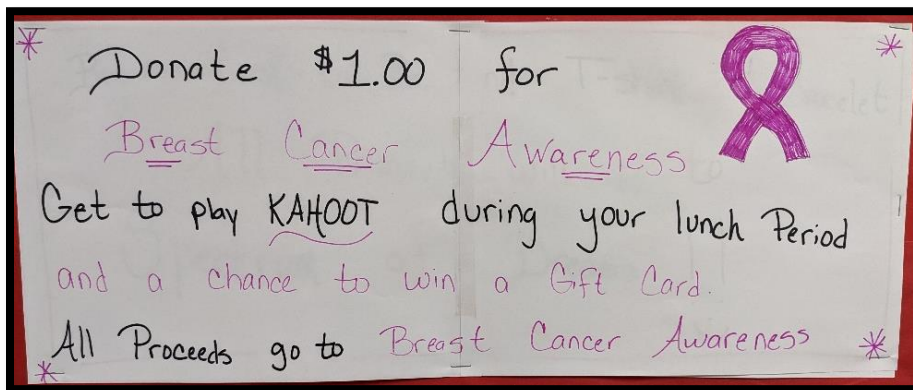 Donate $1.00 for
Breast Cancer Awareness
Get to play KAHOOT during your lunch Period
and a chance to win a Gift Card.
All Proceeds go to Breast Cancer Awareness